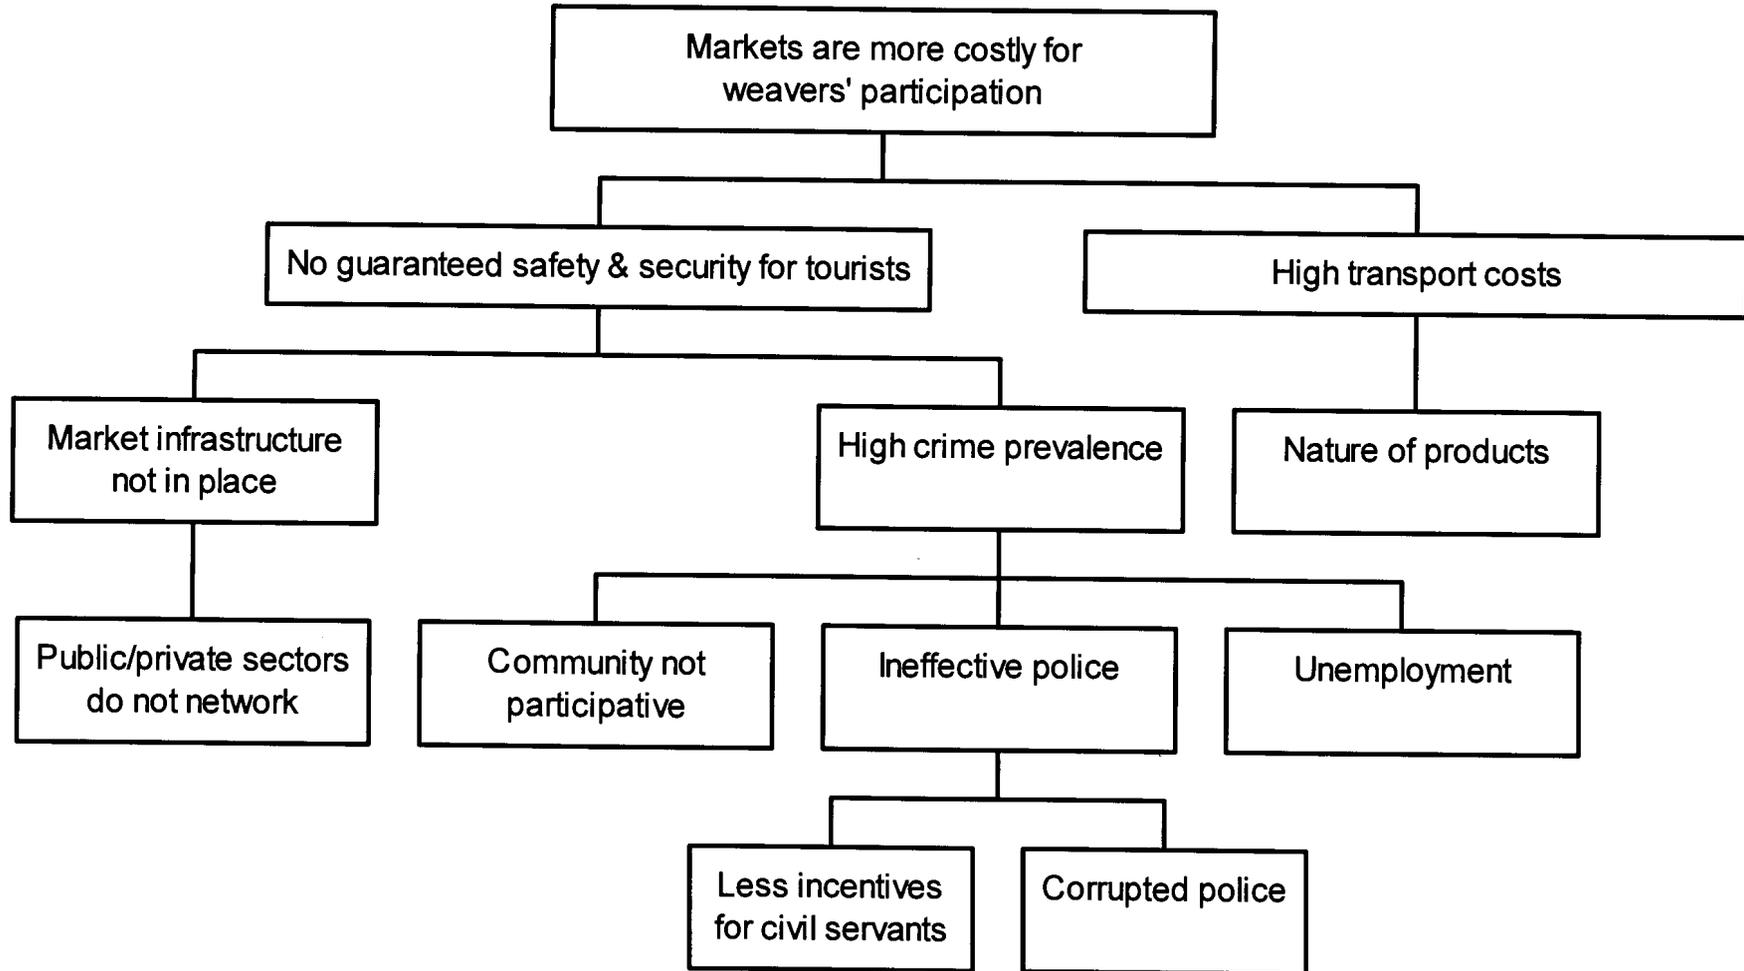 Markets are more costly for
weavers' participation
No guaranteed safety & security for tourists
High transport costs
Market infrastructure
not in place
High crime prevalence
Nature of products
Public/private sectors
do not network
Community not
participative
Ineffective police
Unemployment
Less incentives
for civil servants
Corrupted police